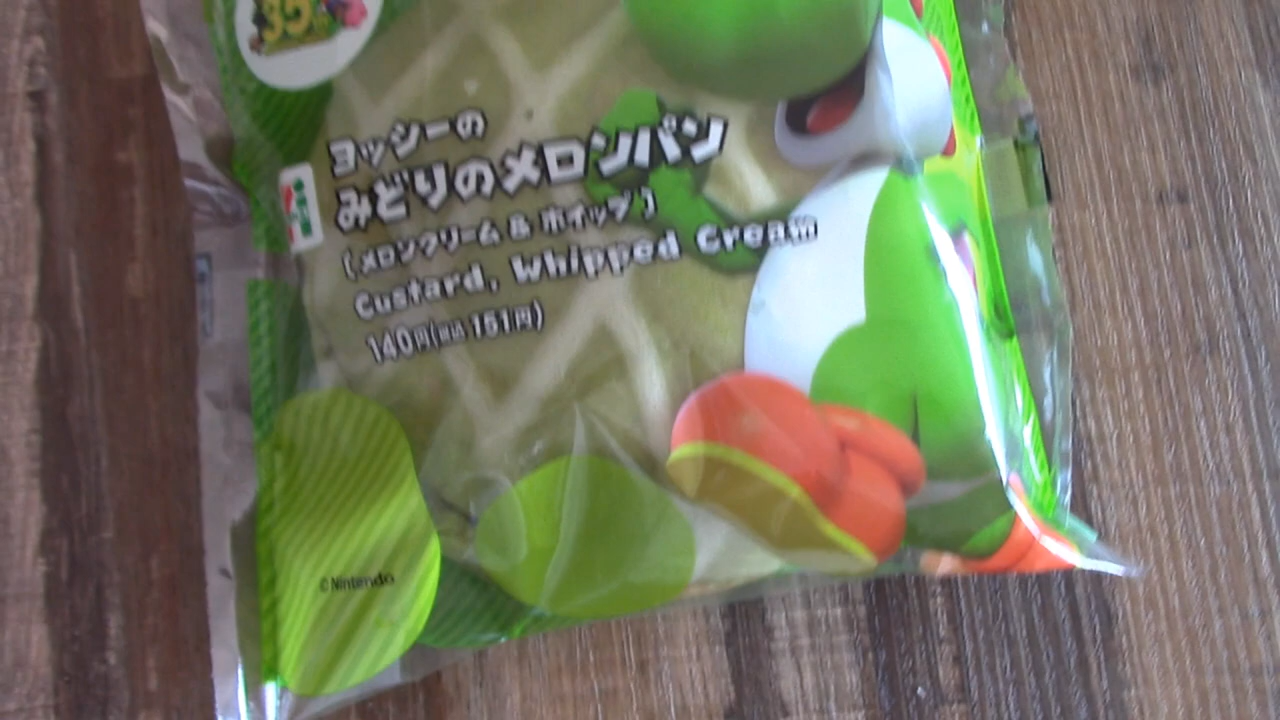 35
ヨッシーの
みどりのメロンパン
(メロンクリーム & ホイップ)
Custard, Whipped Cream
140円(税込 151円)
©Nintendo